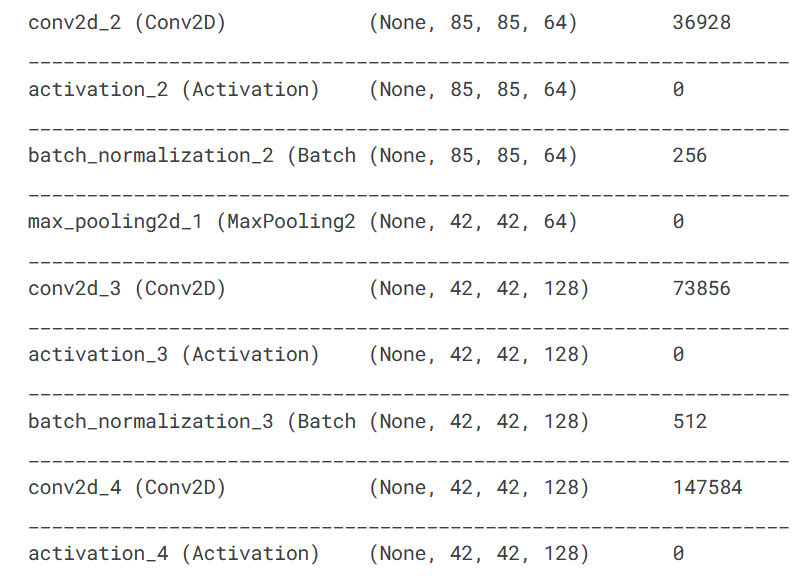 conv2d_2 (Conv2D) (None, 85, 85, 64) 36928
_________________________________________________________________
activation_2 (Activation) (None, 85, 85, 64) 0
_________________________________________________________________
batch_normalization_2 (Batch (None, 85, 85, 64) 256
_________________________________________________________________
max_pooling2d_1 (MaxPooling2 (None, 42, 42, 64) 0
_________________________________________________________________
conv2d_3 (Conv2D) (None, 42, 42, 128) 73856
_________________________________________________________________
activation_3 (Activation) (None, 42, 42, 128) 0
_________________________________________________________________
batch_normalization_3 (Batch (None, 42, 42, 128) 512
_________________________________________________________________
conv2d_4 (Conv2D) (None, 42, 42, 128) 147584
_________________________________________________________________
activation_4 (Activation) (None, 42, 42, 128) 0